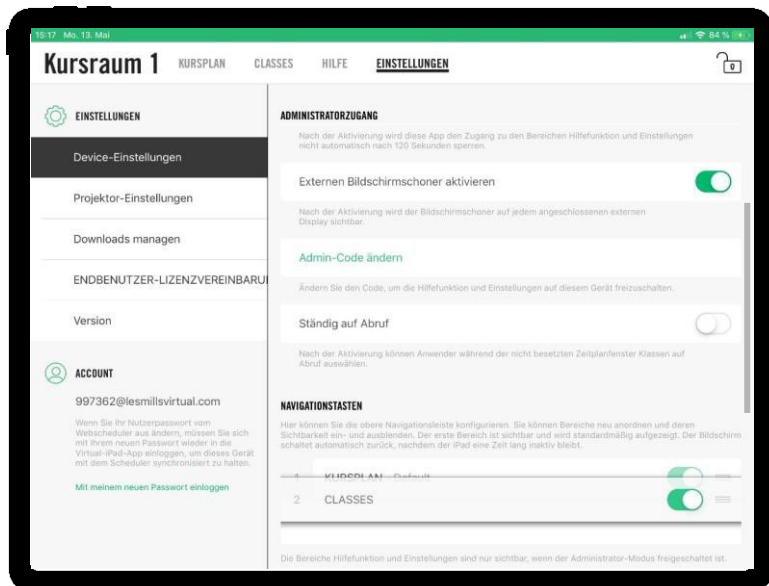 15:17 Mo. 13. Mai
84 %
Kursraum 1 KURSPLAN CLASSES HILFE EINSTELLUNGEN
EINSTELLUNGEN
Device-Einstellungen
Projektor-Einstellungen
Downloads managen
ENDBENUTZER-LIZENZVEREINBARU
Version
ACCOUNT
997362@lesmillsvirtual.com
Wenn Sie Ihr Nutzerpasswort vom
Webscheduler aus ändern, müssen Sie sich
mit Ihrem neuen Passwort wieder in die
Virtual-iPad-App einloggen, um dieses Gerät
mit dem Scheduler synchronisiert zu halten.
Mit meinem neuen Passwort einloggen
ADMINISTRATORZUGANG
Nach der Aktivierung wird diese App den Zugang zu den Bereichen Hilfefunktion und Einstellungen
nicht automatisch nach 120 Sekunden sperren.
Externen Bildschirmschoner aktivieren
Nach der Aktivierung wird der Bildschirmschoner auf jedem angeschlossenen externen
Display sichtbar.
Admin-Code ändern
Ändern Sie den Code, um die Hilfefunktion und Einstellungen auf diesem Gerät freizuschalten.
Ständig auf Abruf
Nach der Aktivierung können Anwender während der nicht besetzten Zeitplanfenster Klassen auf
Abruf auswählen.
NAVIGATIONSTASTEN
Hier können Sie die obere Navigationsleiste konfigurieren. Sie können Bereiche neu anordnen und deren
Sichtbarkeit ein- und ausblenden. Der erste Bereich ist sichtbar und wird standardmäßig aufgezeigt. Der Bildschirm
schaltet automatisch zurück, nachdem der iPad eine Zeit lang inaktiv bleibt.
1 KURSPLAN - Default
2 CLASSES
Die Bereiche Hilfefunktion und Einstellungen sind nur sichtbar, wenn der Administrator-Modus freigeschaltet ist.